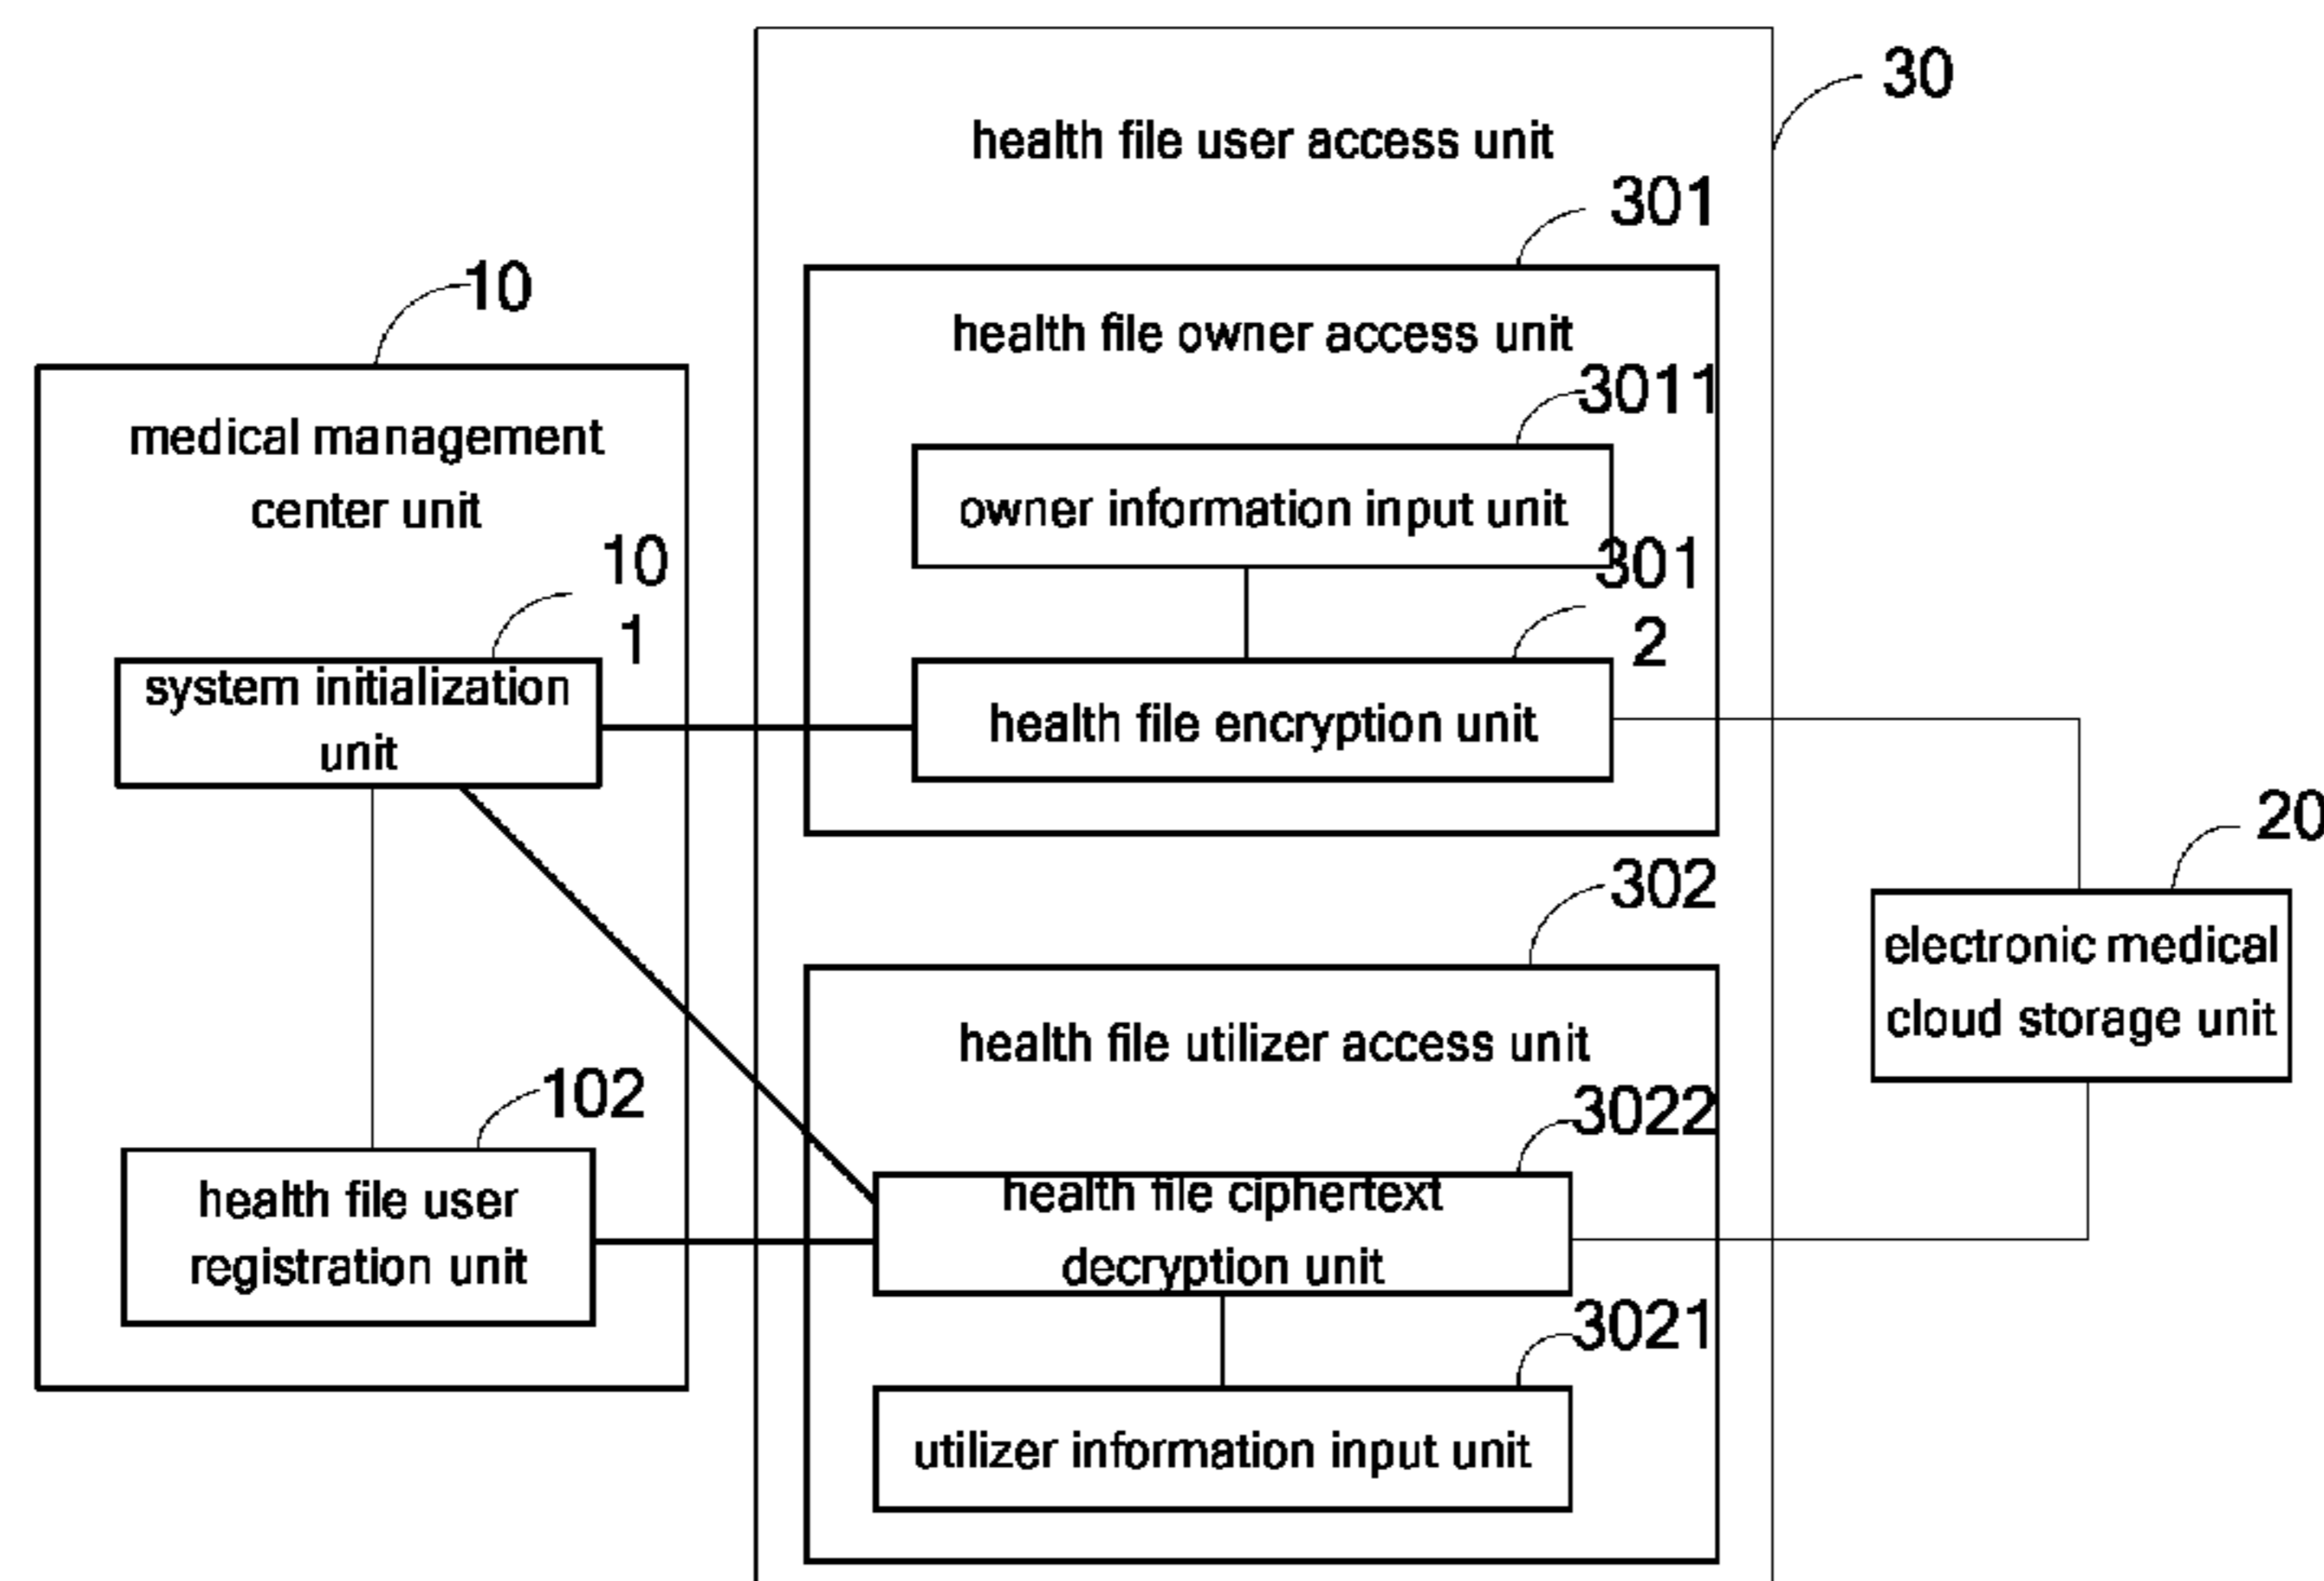 30
health file user access unit
301
health file owner access unit
3011
owner information input unit
301
2
health file encryption unit
10
medical management
center unit
10
1
system initialization
unit
102
health file user
registration unit
302
health file utilizer access unit
3022
health file ciphertext
decryption unit
3021
utilizer information input unit
20
electronic medical
cloud storage unit